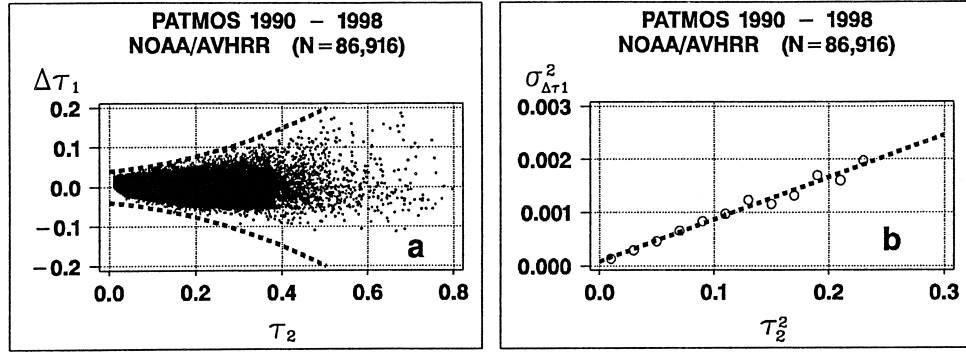 PATMOS 1990 – 1998
NOAA/AVHRR (N=86,916)
Δτ₁
0.2
0.1
0.0
−0.1
−0.2
a
0.0 0.2 0.4 0.6 0.8
τ₂
PATMOS 1990 – 1998
NOAA/AVHRR (N=86,916)
σ²Δτ1
0.003
0.002
0.001
0.000
b
0.0 0.1 0.2 0.3
τ₂²